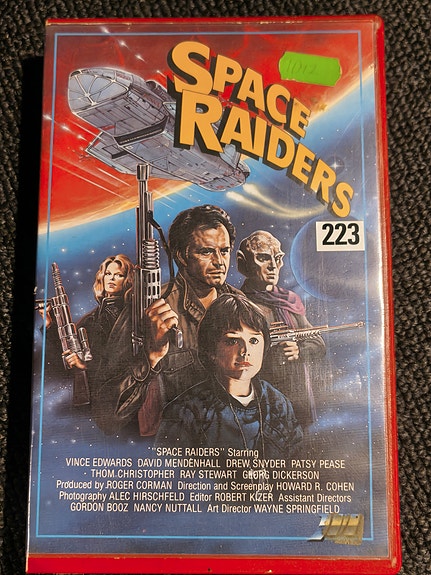 SPACE
RAIDERS
223
"SPACE RAIDERS" Starring
VINCE EDWARDS DAVID MENDENHALL DREW SNYDER PATSY PEASE
THOM CHRISTOPHER RAY STEWART GEORG DICKERSON
Produced by ROGER CORMAN Direction and Screenplay HOWARD R. COHEN
Photography ALEC HIRSCHFELD Editor ROBERT KIZER Assistant Directors
GORDON BOOZ NANCY NUTTALL Art Director WAYNE SPRINGFIELD